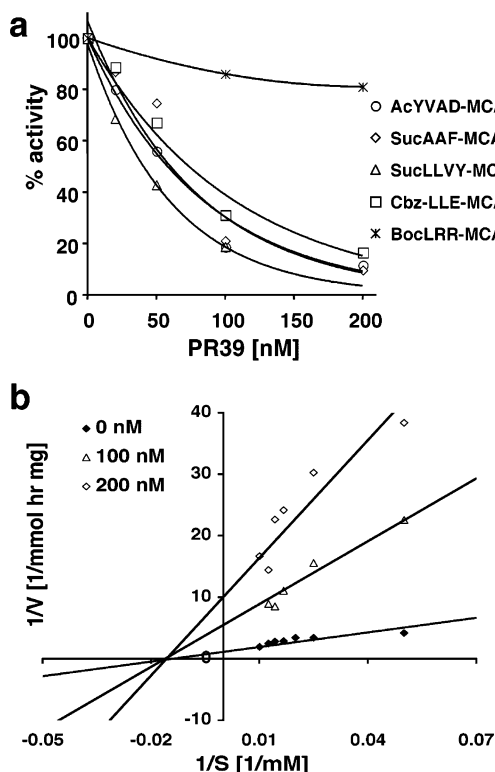 a
100
80
60
40
20
0
% activity
0
50
100
150
200
PR39 [nM]
AcYVAD-MCA
SucAAF-MCA
SucLLVY-MC
Cbz-LLE-MCA
BocLRR-MCA
b
0 nM
100 nM
200 nM
40
30
20
10
0
-10
1/V [1/mmol hr mg]
-0.05
-0.02
0.01
0.04
0.07
1/S [1/mM]